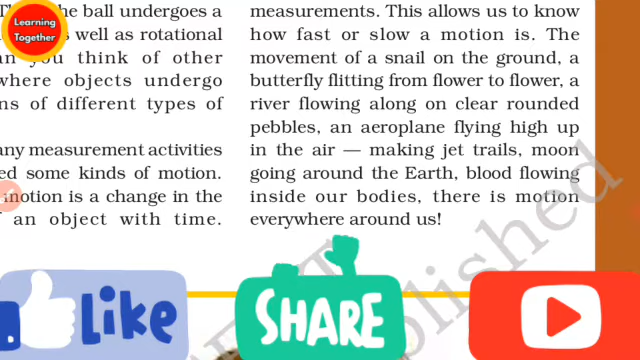 Learning
Together
the ball undergoes a
well as rotational
you think of other
where objects undergo
of different types of
any measurement activities
some kinds of motion.
motion is a change in the
an object with time.
measurements. This allows us to know
how fast or slow a motion is. The
movement of a snail on the ground, a
butterfly flitting from flower to flower, a
river flowing along on clear rounded
pebbles, an aeroplane flying high up
in the air — making jet trails, moon
going around the Earth, blood flowing
inside our bodies, there is motion
everywhere around us!
Like
SHARE